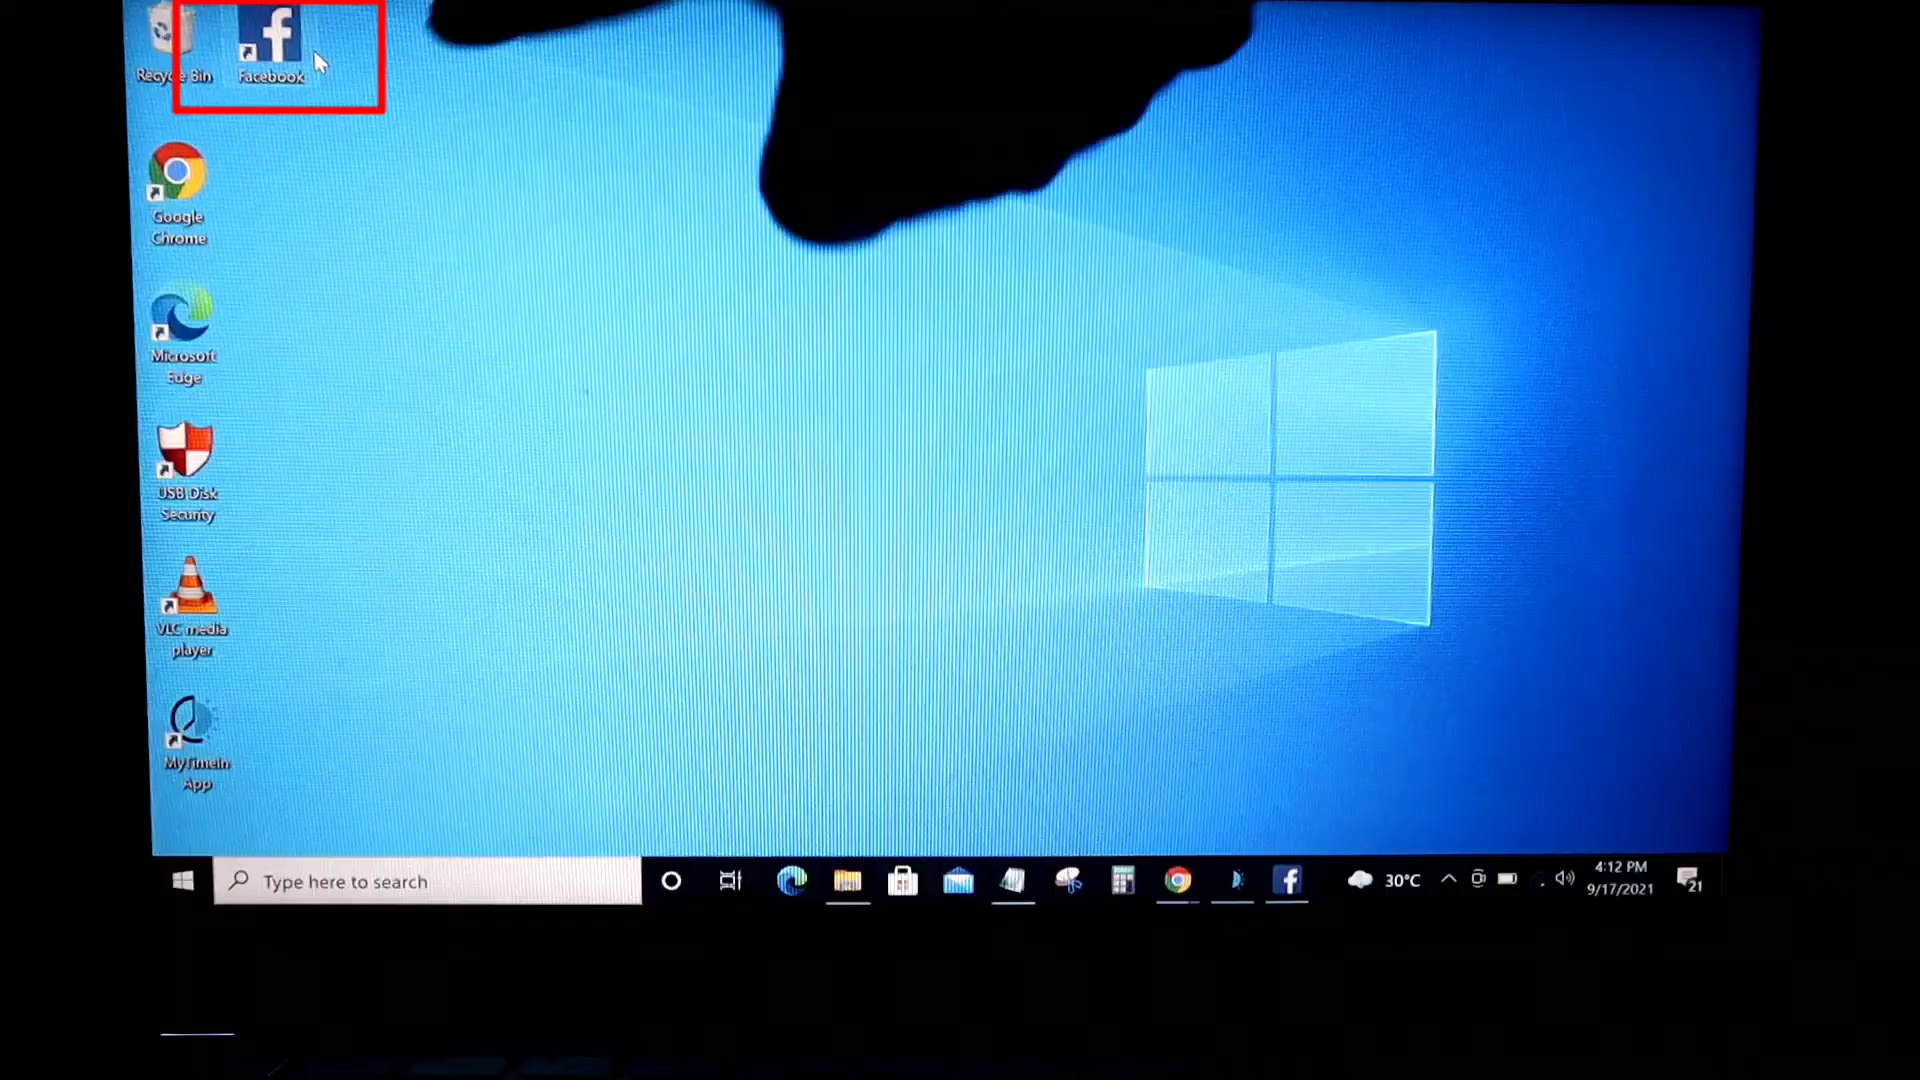 Recycle Bin
Facebook
Google
Chrome
Microsoft
Edge
USB Disk
Security
VLC media
player
MyTimeIn
App
Type here to search
30°C
4:12 PM
9/17/2021
21